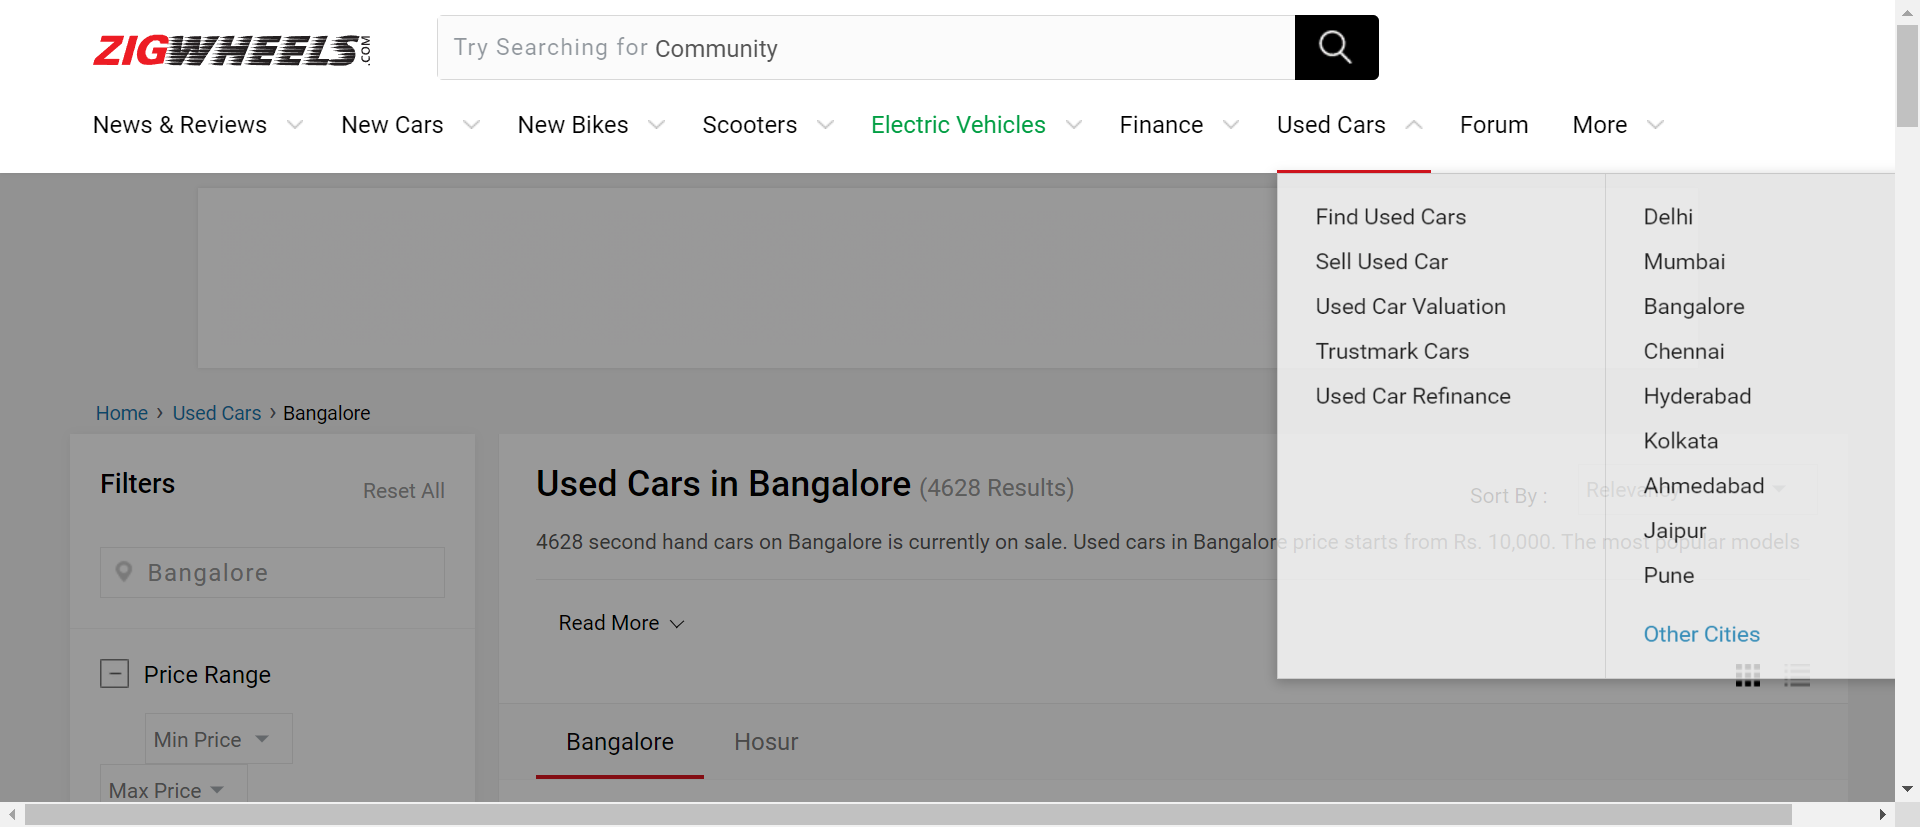 ZIGWHEELS.COM
Try Searching for Community
News & Reviews New Cars New Bikes Scooters Electric Vehicles Finance Used Cars Forum More
Find Used Cars
Sell Used Car
Used Car Valuation
Trustmark Cars
Used Car Refinance
Delhi
Mumbai
Bangalore
Chennai
Hyderabad
Kolkata
Ahmedabad
Jaipur
Pune
Other Cities
Home › Used Cars › Bangalore
Filters
Reset All
Bangalore
Price Range
Min Price
Max Price
Used Cars in Bangalore (4628 Results)
Sort By :
Relevancy
4628 second hand cars on Bangalore is currently on sale. Used cars in Bangalore price starts from Rs. 10,000. The most popular models
Read More
Bangalore Hosur